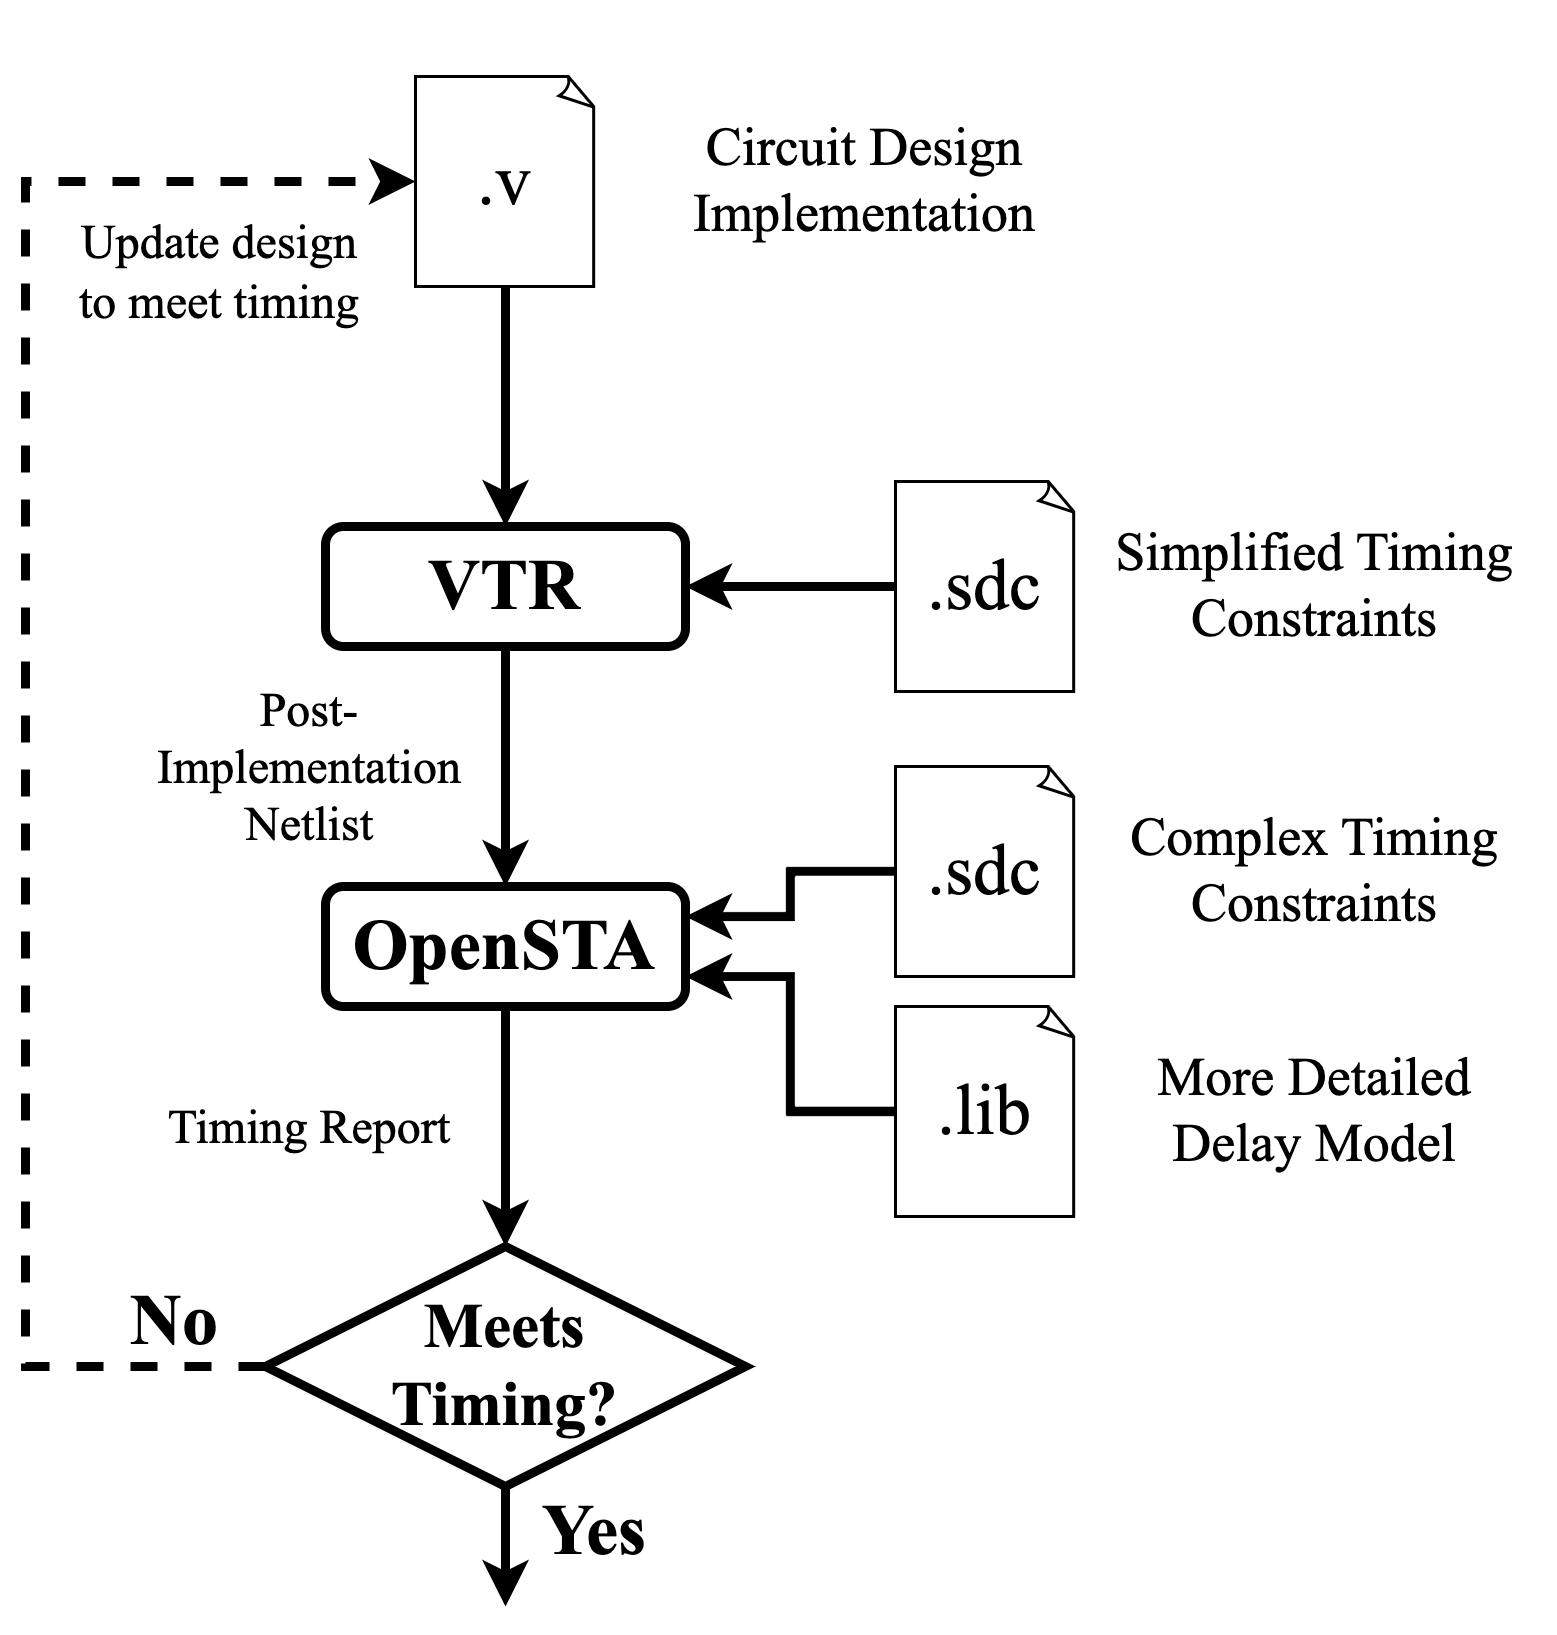 .v
Circuit Design
Implementation
Update design
to meet timing
VTR
.sdc
Simplified Timing
Constraints
Post-
Implementation
Netlist
.sdc
Complex Timing
Constraints
OpenSTA
.lib
More Detailed
Delay Model
Timing Report
Meets
Timing?
No
Yes